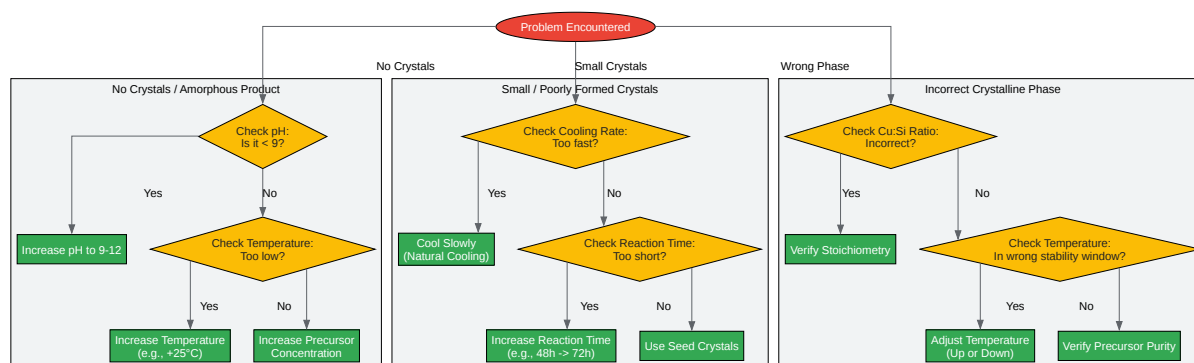 Problem Encountered
No Crystals
Small Crystals
Wrong Phase
No Crystals / Amorphous Product
Check pH:
Is it < 9?
Yes
No
Increase pH to 9-12
Check Temperature:
Too low?
Yes
No
Increase Temperature
(e.g., +25°C)
Increase Precursor
Concentration
Small / Poorly Formed Crystals
Check Cooling Rate:
Too fast?
Yes
No
Cool Slowly
(Natural Cooling)
Check Reaction Time:
Too short?
Yes
No
Increase Reaction Time
(e.g., 48h -> 72h)
Use Seed Crystals
Incorrect Crystalline Phase
Check Cu:Si Ratio:
Incorrect?
Yes
No
Verify Stoichiometry
Check Temperature:
In wrong stability window?
Yes
No
Adjust Temperature
(Up or Down)
Verify Precursor Purity